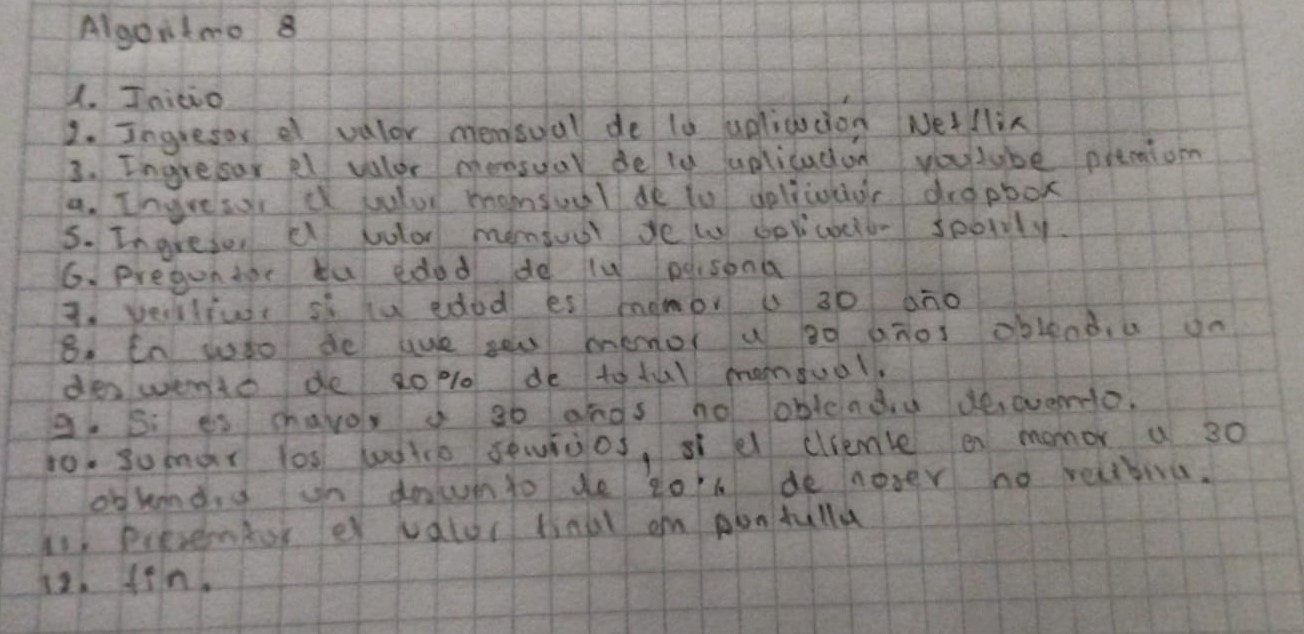 Algoritmo 8
1. Inicio
2. Ingresar el valor mensual de la aplicación Netflix
3. Ingresar el valor mensual de la aplicación youtube premium
4. Ingresar el valor mensual de la aplicación dropbox
5. Ingresar el valor mensual de la aplicación spotify.
6. Preguntar la edad de la persona
7. verificar si la edad es menor a 30 año
8. En caso de que sea menor a 30 años obtendra un
descuento de 20% de total mensual.
9. Si es mayor a 30 años no obtendra descuento.
10. Sumar los cuatro servicios, si el cliente es menor a 30
obtendra un descuento de 20% de noser no recibira.
11. Presentar el valor final en pantalla
12. fin.